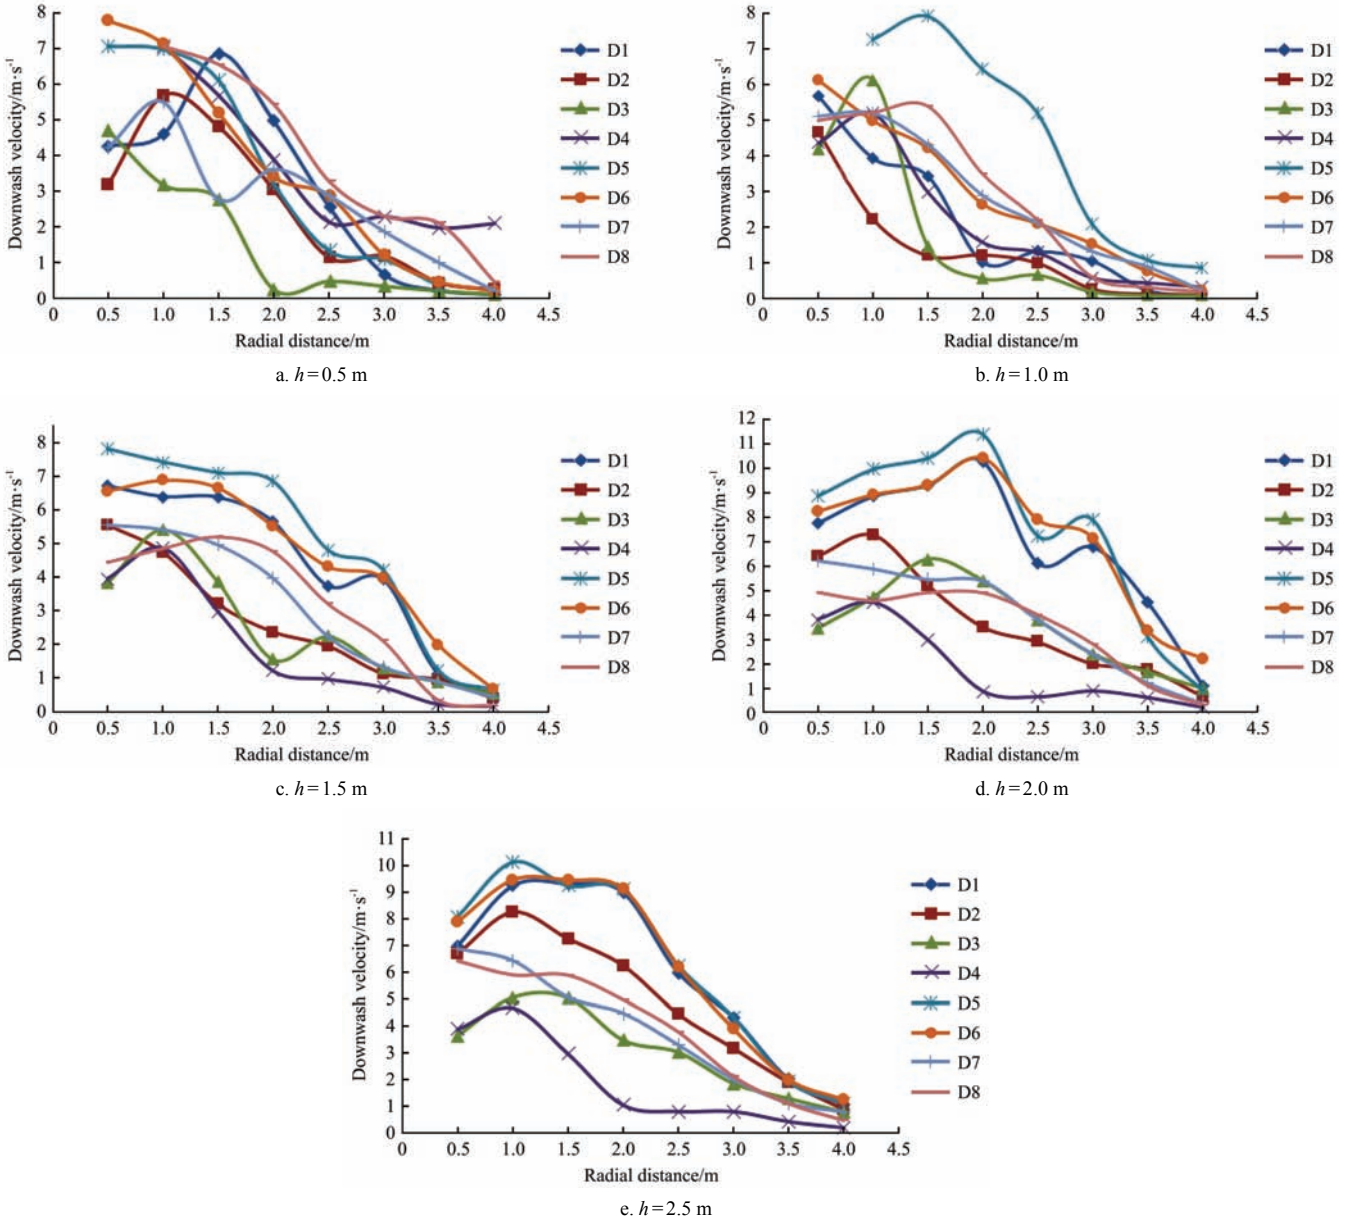 8
7
6
5
4
3
2
1
0
Downwash velocity/m·s⁻¹
0 0.5 1.0 1.5 2.0 2.5 3.0 3.5 4.0 4.5
Radial distance/m
D1
D2
D3
D4
D5
D6
D7
D8
a. h=0.5 m
8
7
6
5
4
3
2
1
0
Downwash velocity/m·s⁻¹
0 0.5 1.0 1.5 2.0 2.5 3.0 3.5 4.0 4.5
Radial distance/m
D1
D2
D3
D4
D5
D6
D7
D8
b. h=1.0 m
8
7
6
5
4
3
2
1
0
Downwash velocity/m·s⁻¹
0 0.5 1.0 1.5 2.0 2.5 3.0 3.5 4.0 4.5
Radial distance/m
D1
D2
D3
D4
D5
D6
D7
D8
c. h=1.5 m
12
11
10
9
8
7
6
5
4
3
2
1
0
Downwash velocity/m·s⁻¹
0 0.5 1.0 1.5 2.0 2.5 3.0 3.5 4.0 4.5
Radial distance/m
D1
D2
D3
D4
D5
D6
D7
D8
d. h=2.0 m
11
10
9
8
7
6
5
4
3
2
1
0
Downwash velocity/m·s⁻¹
0 0.5 1.0 1.5 2.0 2.5 3.0 3.5 4.0 4.5
Radial distance/m
D1
D2
D3
D4
D5
D6
D7
D8
e. h=2.5 m